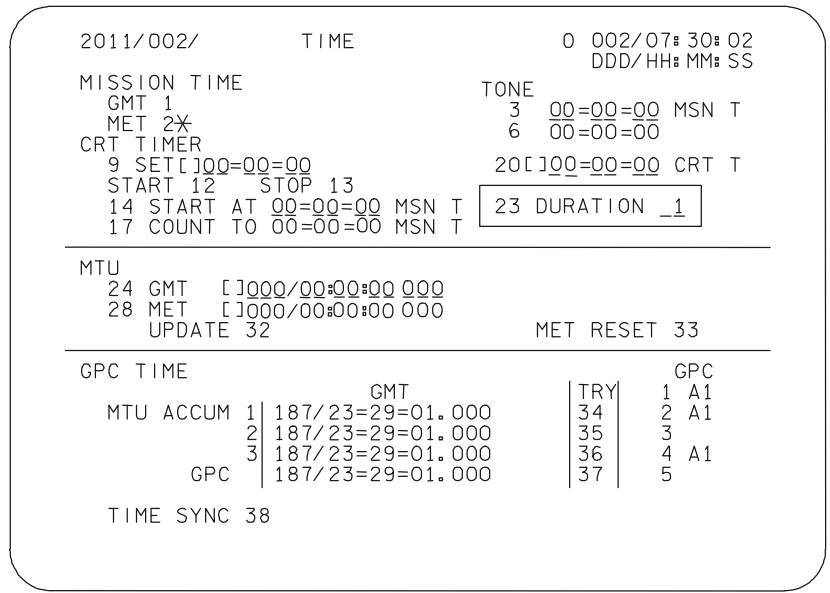 2011/002/ TIME 0 002/07:30:02
DDD/HH:MM:SS
MISSION TIME
TONE
GMT 1
3 00=00=00 MSN T
MET 2*
6 00=00=00
CRT TIMER
9 SET[]00=00=00 20[]00=00=00 CRT T
START 12 STOP 13
14 START AT 00=00=00 MSN T 23 DURATION _1
17 COUNT TO 00=00=00 MSN T
MTU
24 GMT []000/00:00:00 000
28 MET []000/00:00:00 000
UPDATE 32 MET RESET 33
GPC TIME GPC
GMT TRY 1 A1
MTU ACCUM 1 187/23=29=01.000 34 2 A1
2 187/23=29=01.000 35 3
3 187/23=29=01.000 36 4 A1
GPC 187/23=29=01.000 37 5
TIME SYNC 38